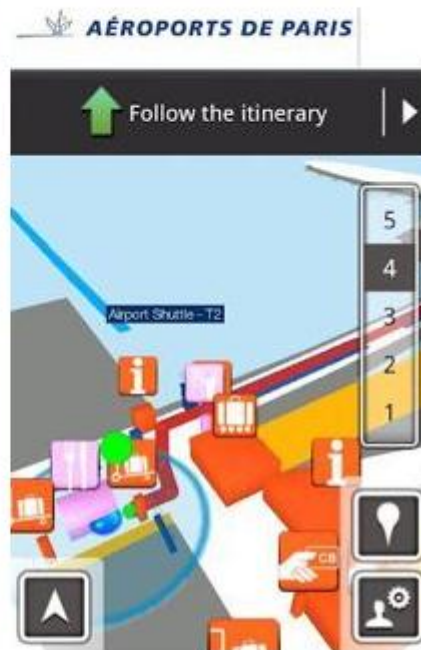 AÉROPORTS DE PARIS
Follow the itinerary
5
4
Airport Shuttle - T2
3
2
1
CB